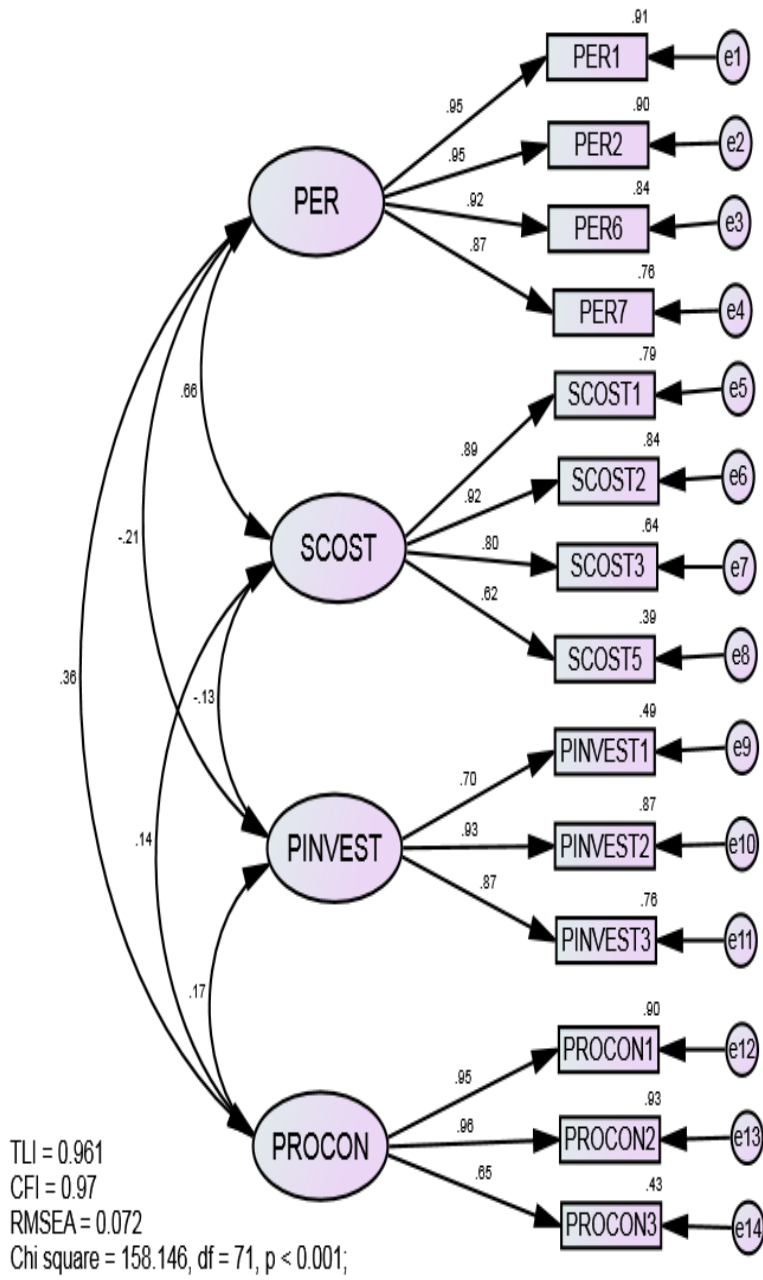 .91
PER1
e1
.95
.90
PER2
e2
.95
.84
PER6
e3
.92
PER
.76
PER7
e4
.87
.79
SCOST1
e5
.66
.89
.84
SCOST2
e6
.92
.64
SCOST3
e7
.80
SCOST
.39
SCOST5
e8
.62
-.21
.36
-.13
.49
PINVEST1
e9
.70
.87
PINVEST2
e10
.93
PINVEST
.14
.76
PINVEST3
e11
.87
.17
.90
PROCON1
e12
.95
.93
PROCON2
e13
.96
PROCON
.43
PROCON3
e14
.65
TLI = 0.961
CFI = 0.97
RMSEA = 0.072
Chi square = 158.146, df = 71, p < 0.001;